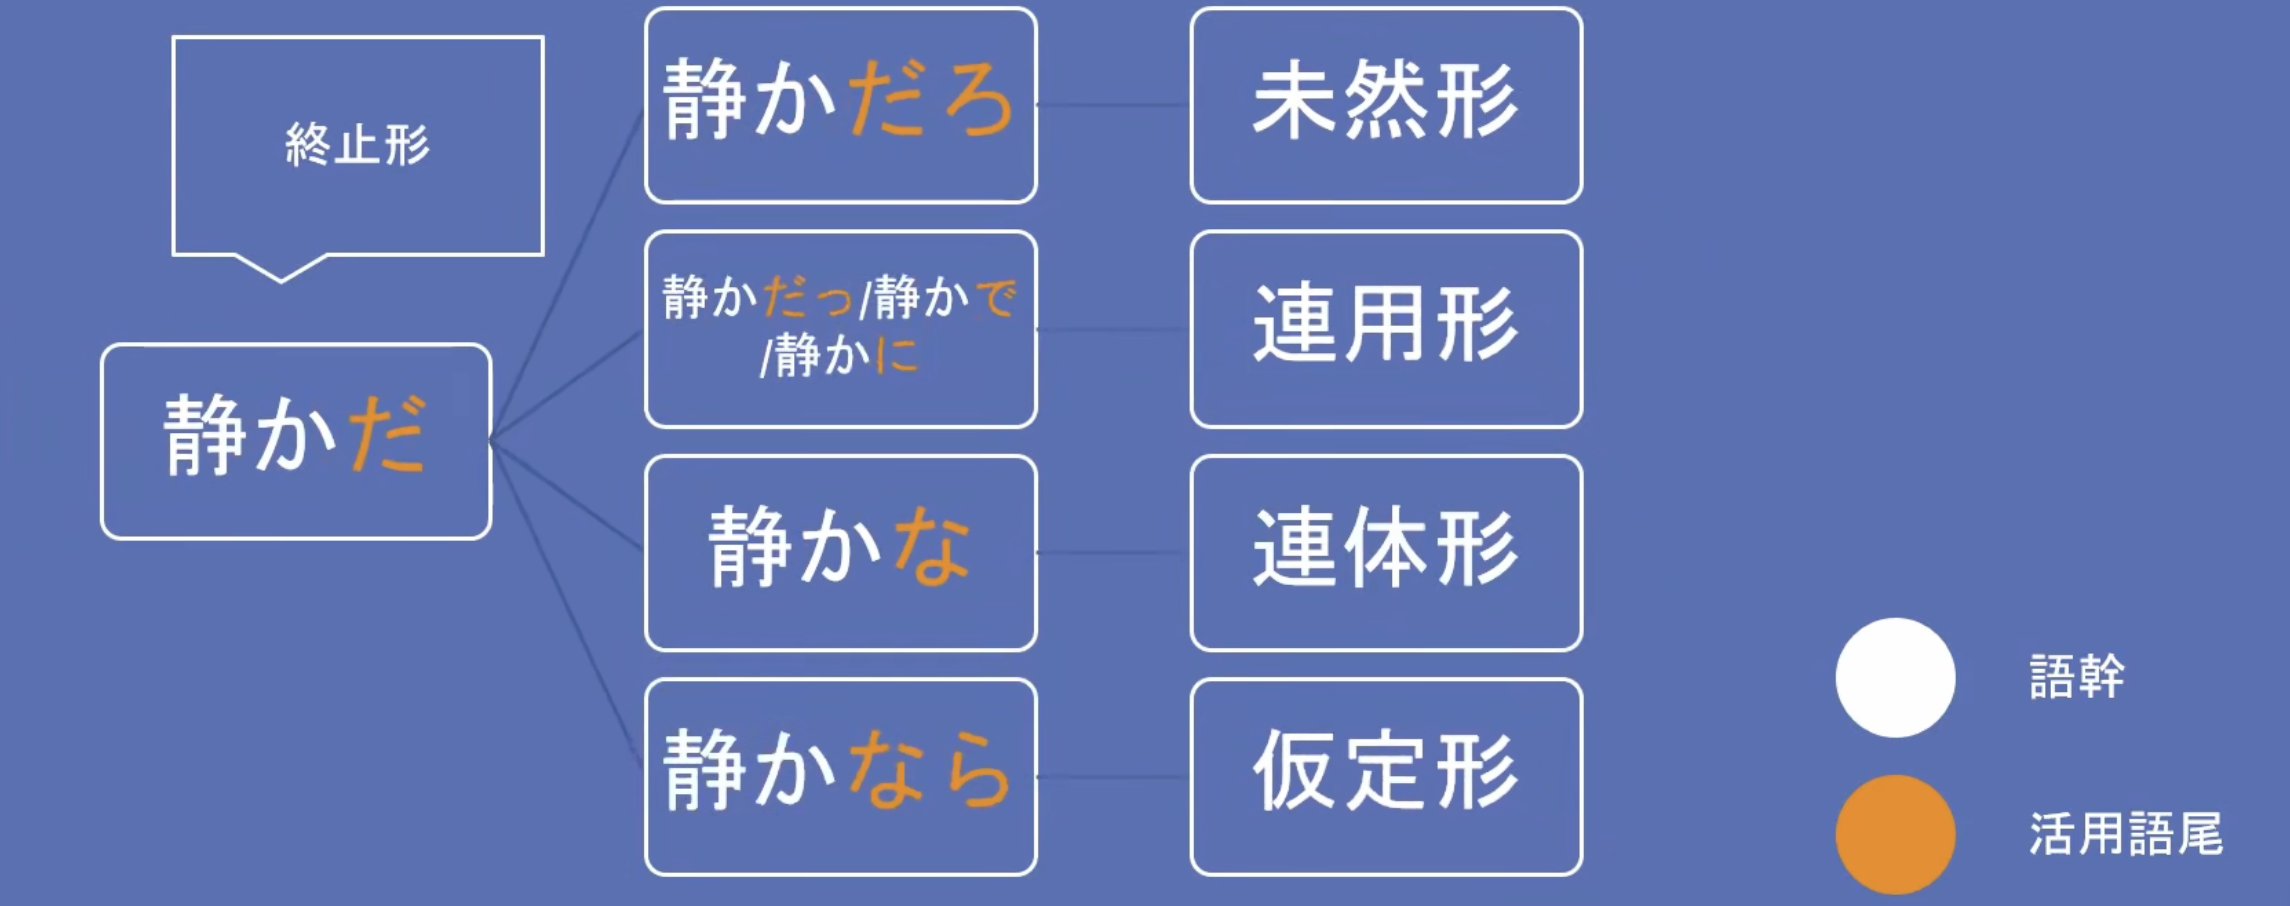 終止形
静かだ
静かだろ
未然形
静かだっ/静かで
/静かに
連用形
静かな
連体形
静かなら
仮定形
語幹
活用語尾